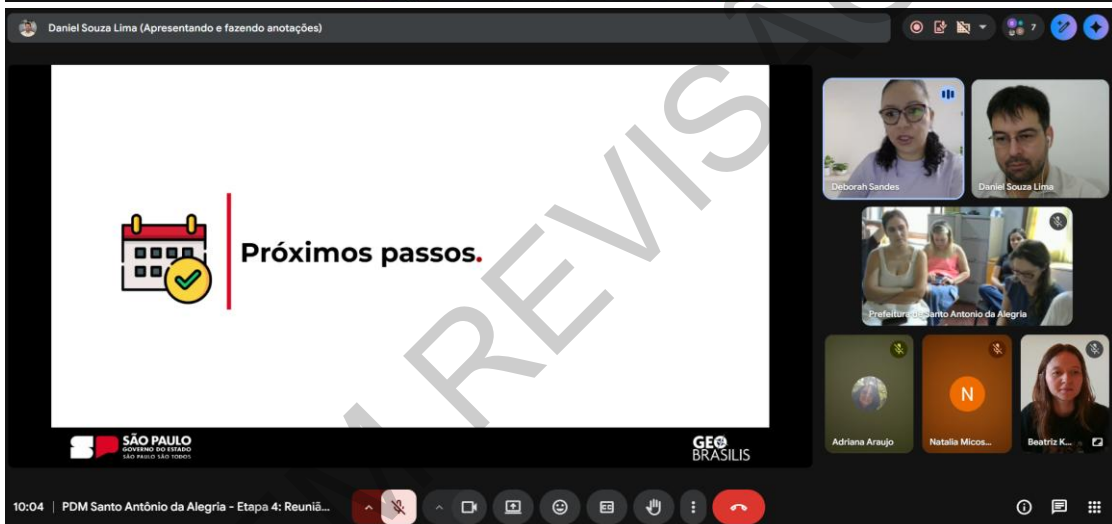 Daniel Souza Lima (Apresentando e fazendo anotações)
7
Próximos passos.
SÃO PAULO
GOVERNO DO ESTADO
SÃO PAULO SÃO TODOS
GEO
BRASILIS
Deborah Sandes
Daniel Souza Lima
Prefeitura de Santo Antonio da Alegria
Adriana Araujo
N
Natalia Micos...
Beatriz K...
10:04 | PDM Santo Antônio da Alegria - Etapa 4: Reuniã...
EM REVISÃO